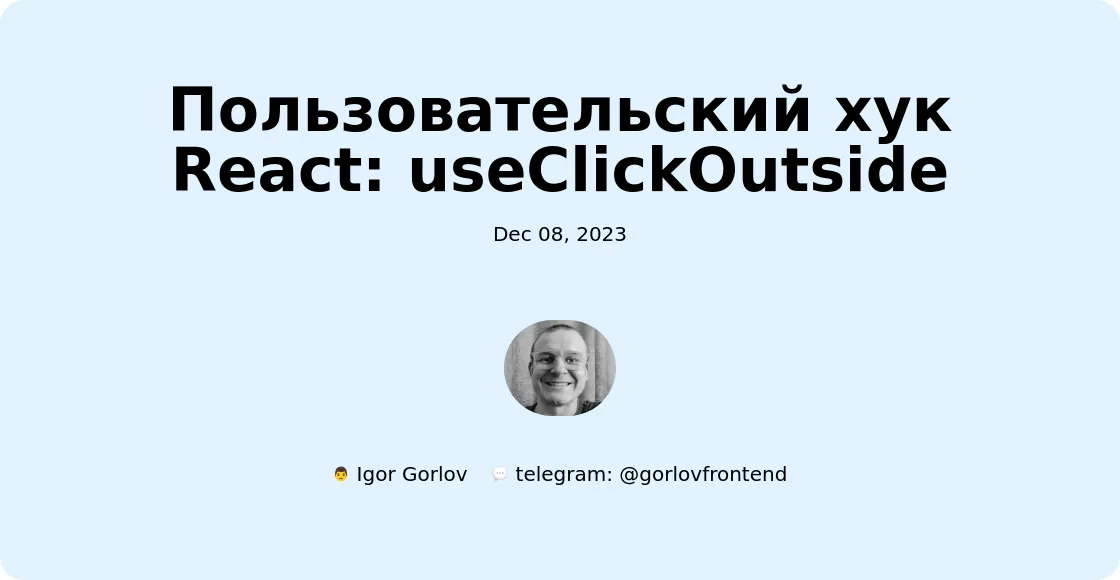 Пользовательский хук
React: useClickOutside
Dec 08, 2023
👨 Igor Gorlov 💬 telegram: @gorlovfrontend